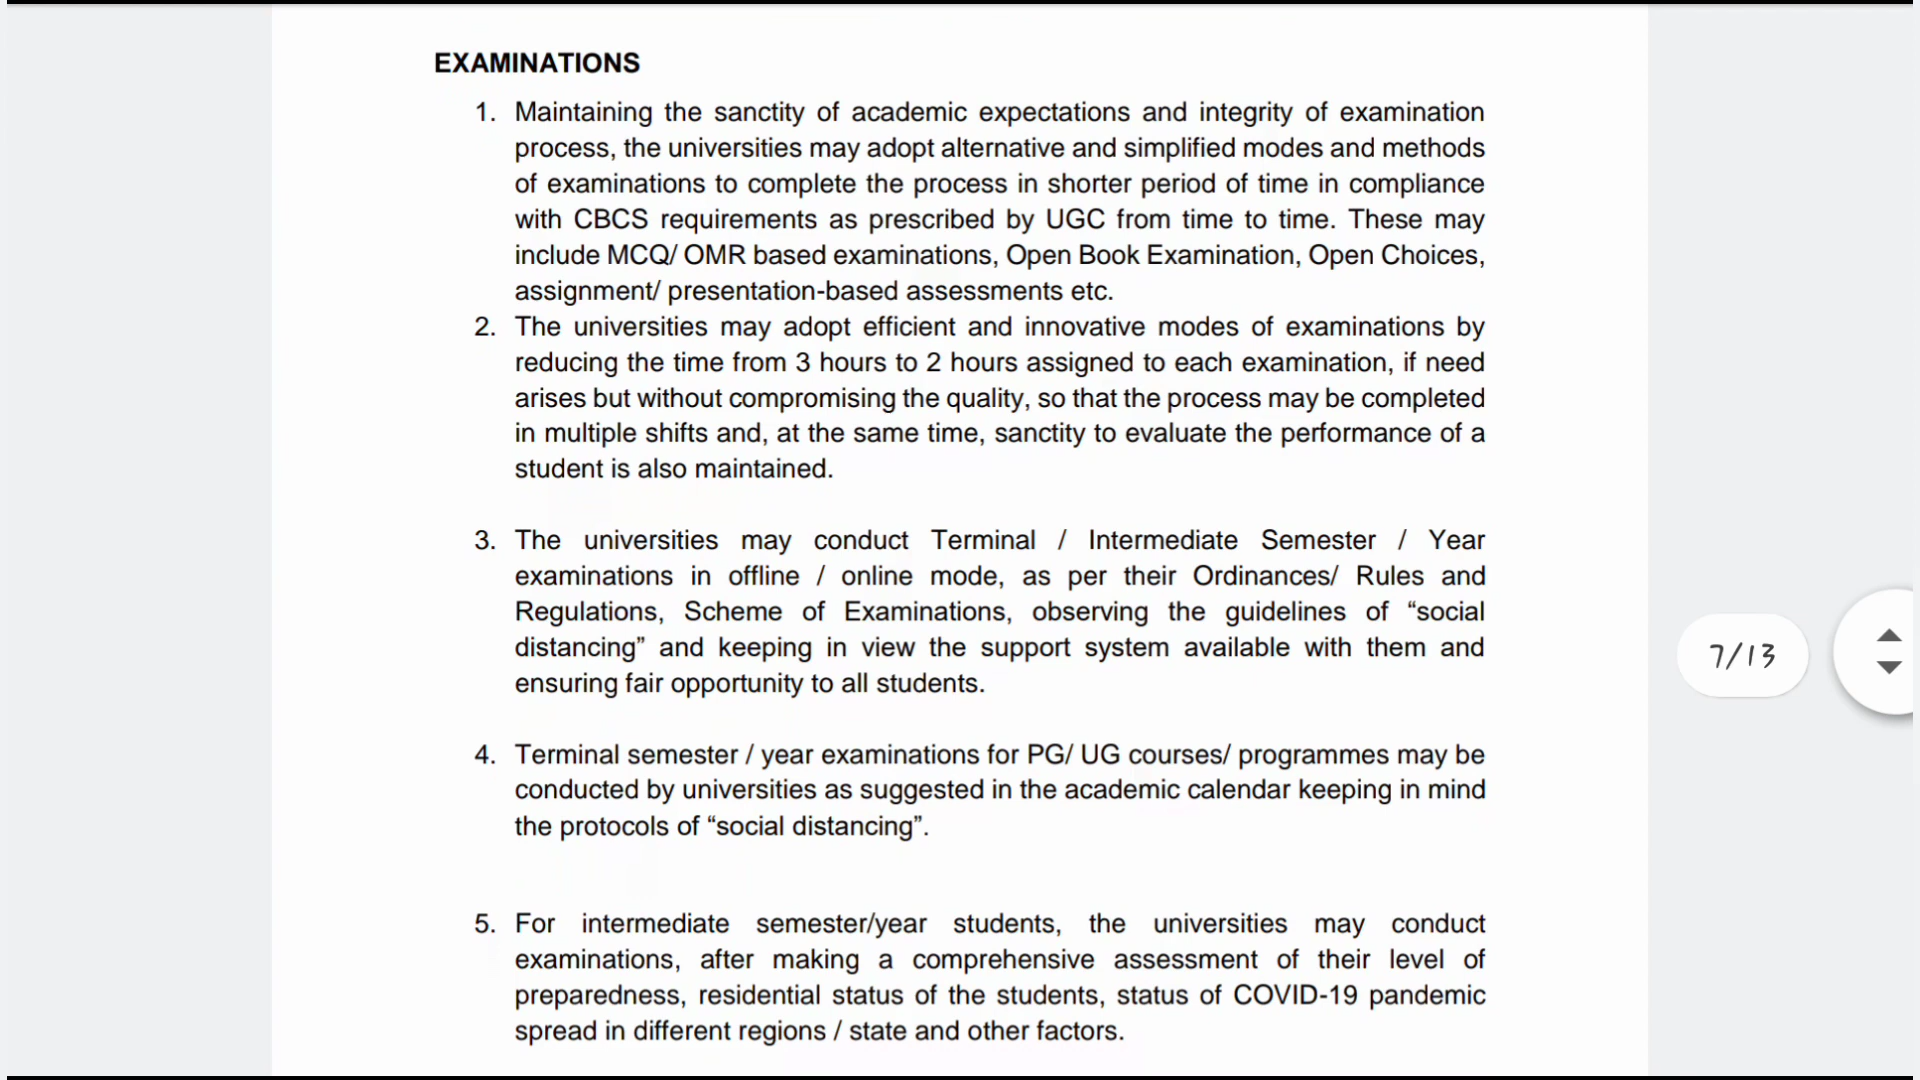 EXAMINATIONS
1. Maintaining the sanctity of academic expectations and integrity of examination
process, the universities may adopt alternative and simplified modes and methods
of examinations to complete the process in shorter period of time in compliance
with CBCS requirements as prescribed by UGC from time to time. These may
include MCQ/ OMR based examinations, Open Book Examination, Open Choices,
assignment/ presentation-based assessments etc.
2. The universities may adopt efficient and innovative modes of examinations by
reducing the time from 3 hours to 2 hours assigned to each examination, if need
arises but without compromising the quality, so that the process may be completed
in multiple shifts and, at the same time, sanctity to evaluate the performance of a
student is also maintained.
3. The universities may conduct Terminal / Intermediate Semester / Year
examinations in offline / online mode, as per their Ordinances/ Rules and
Regulations, Scheme of Examinations, observing the guidelines of “social
distancing” and keeping in view the support system available with them and
ensuring fair opportunity to all students.
7/13
4. Terminal semester / year examinations for PG/ UG courses/ programmes may be
conducted by universities as suggested in the academic calendar keeping in mind
the protocols of “social distancing”.
5. For intermediate semester/year students, the universities may conduct
examinations, after making a comprehensive assessment of their level of
preparedness, residential status of the students, status of COVID-19 pandemic
spread in different regions / state and other factors.